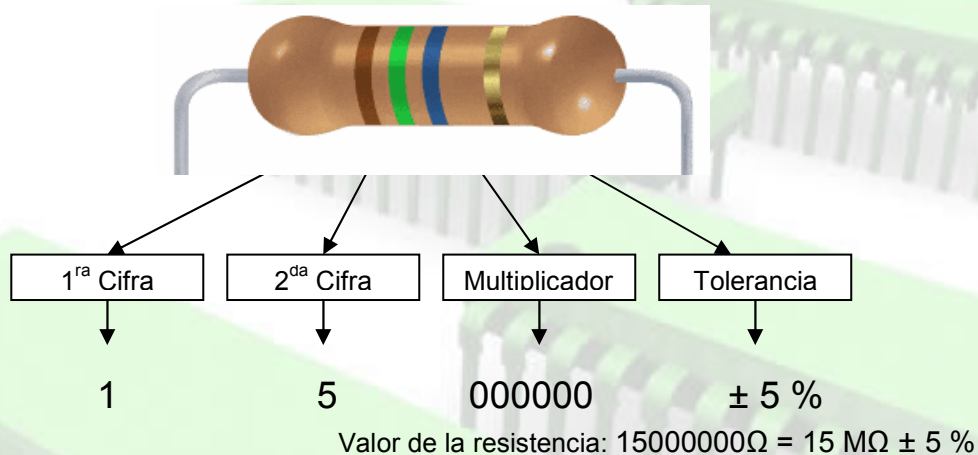 1ra Cifra 2da Cifra Multiplicador Tolerancia
1 5 000000 ± 5 %
Valor de la resistencia: 15000000Ω = 15 MΩ ± 5 %